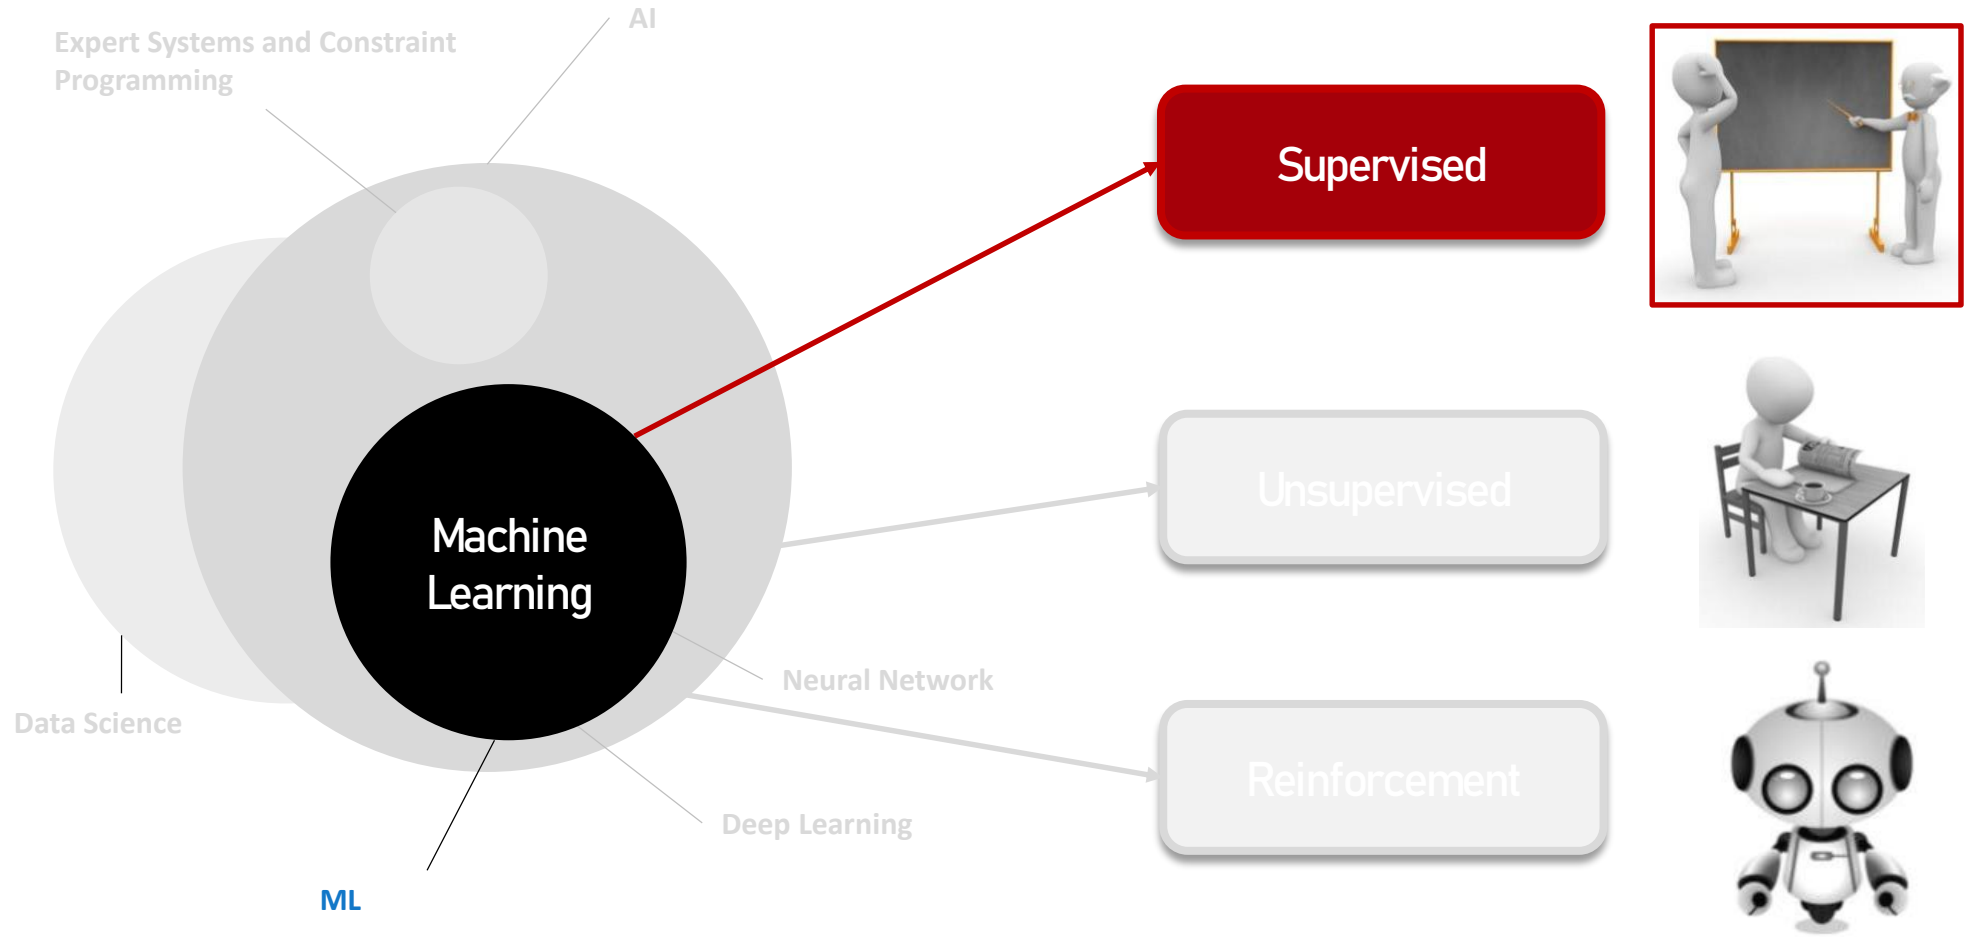 AI
Expert Systems and Constraint
Programming
Supervised
Unsupervised
Machine
Learning
Neural Network
Data Science
Reinforcement
Deep Learning
ML